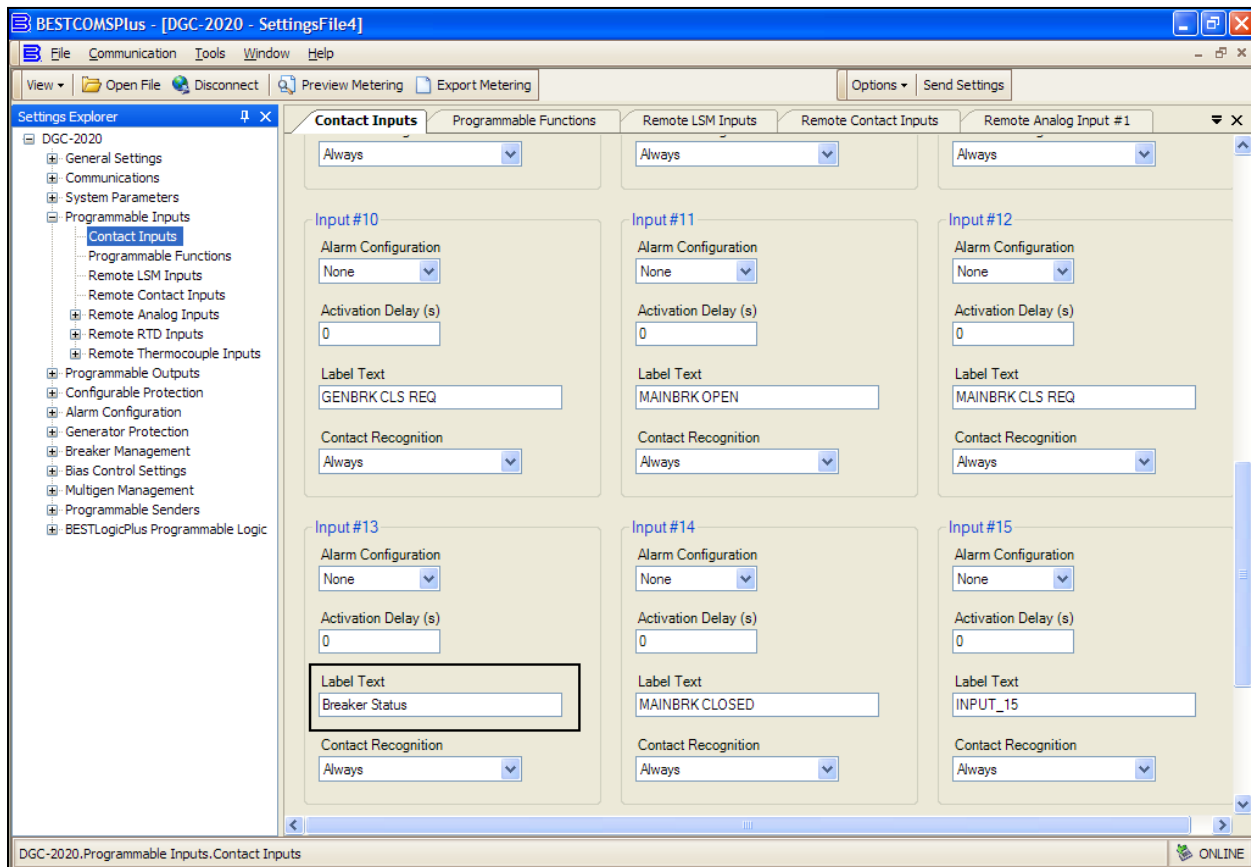 BESTCOMSPlus - [DGC-2020 - SettingsFile4]
File Communication Tools Window Help
View Open File Disconnect Preview Metering Export Metering Options Send Settings
Settings Explorer
DGC-2020
General Settings
Communications
System Parameters
Programmable Inputs
Contact Inputs
Programmable Functions
Remote LSM Inputs
Remote Contact Inputs
Remote Analog Inputs
Remote RTD Inputs
Remote Thermocouple Inputs
Programmable Outputs
Configurable Protection
Alarm Configuration
Generator Protection
Breaker Management
Bias Control Settings
Multigen Management
Programmable Senders
BESTLogicPlus Programmable Logic
Contact Inputs Programmable Functions Remote LSM Inputs Remote Contact Inputs Remote Analog Input #1
Always Always Always
Input #10 Input #11 Input #12
Alarm Configuration Alarm Configuration Alarm Configuration
None None None
Activation Delay (s) Activation Delay (s) Activation Delay (s)
0 0 0
Label Text Label Text Label Text
GENBRK CLS REQ MAINBRK OPEN MAINBRK CLS REQ
Contact Recognition Contact Recognition Contact Recognition
Always Always Always
Input #13 Input #14 Input #15
Alarm Configuration Alarm Configuration Alarm Configuration
None None None
Activation Delay (s) Activation Delay (s) Activation Delay (s)
0 0 0
Label Text Label Text Label Text
Breaker Status MAINBRK CLOSED INPUT_15
Contact Recognition Contact Recognition Contact Recognition
Always Always Always
DGC-2020.Programmable Inputs.Contact Inputs ONLINE